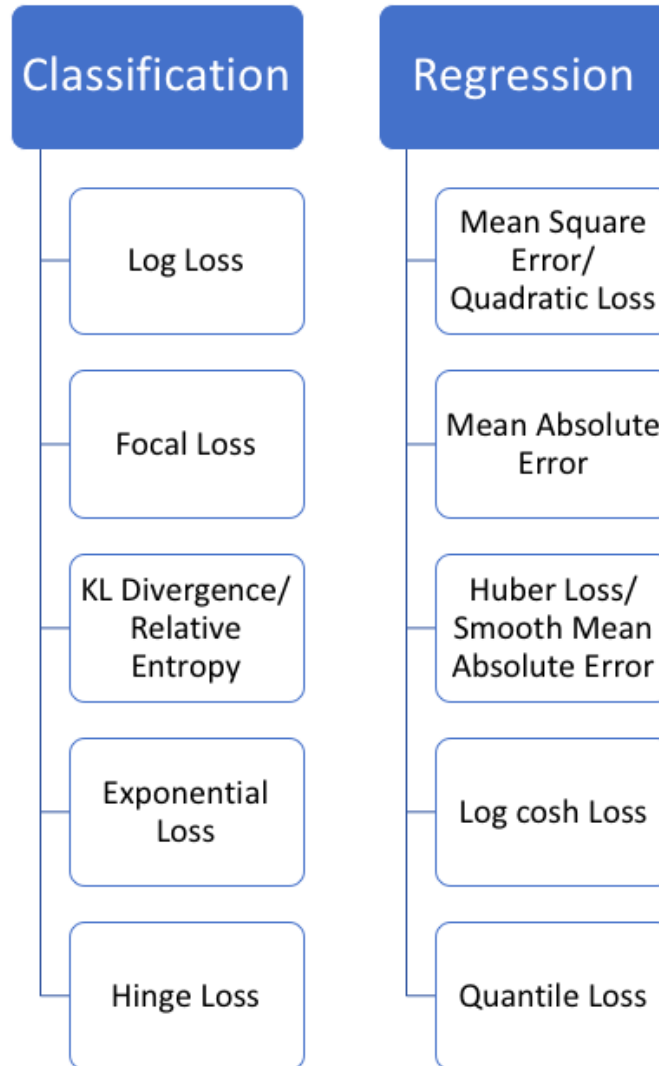 Classification
Log Loss
Focal Loss
KL Divergence/
Relative
Entropy
Exponential
Loss
Hinge Loss
Regression
Mean Square
Error/
Quadratic Loss
Mean Absolute
Error
Huber Loss/
Smooth Mean
Absolute Error
Log cosh Loss
Quantile Loss